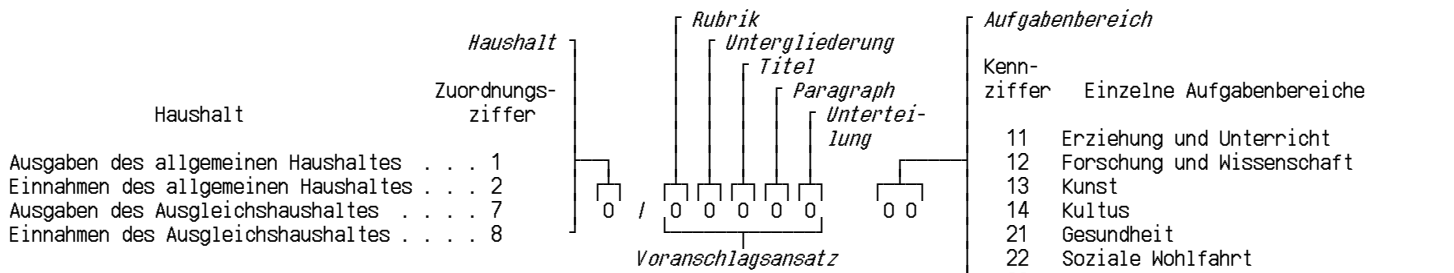 Rubrik Aufgabenbereich
Haushalt Untergliederung
Titel Kenn-
Zuordnungs- Paragraph ziffer Einzelne Aufgabenbereiche
Haushalt ziffer Untertei-
lung 11 Erziehung und Unterricht
Ausgaben des allgemeinen Haushaltes . . . 1 12 Forschung und Wissenschaft
Einnahmen des allgemeinen Haushaltes . . . 2 13 Kunst
Ausgaben des Ausgleichshaushaltes . . . . 7 0 / 0 0 0 0 0 0 0 14 Kultus
Einnahmen des Ausgleichshaushaltes . . . . 8 21 Gesundheit
Voranschlagsansatz 22 Soziale Wohlfahrt